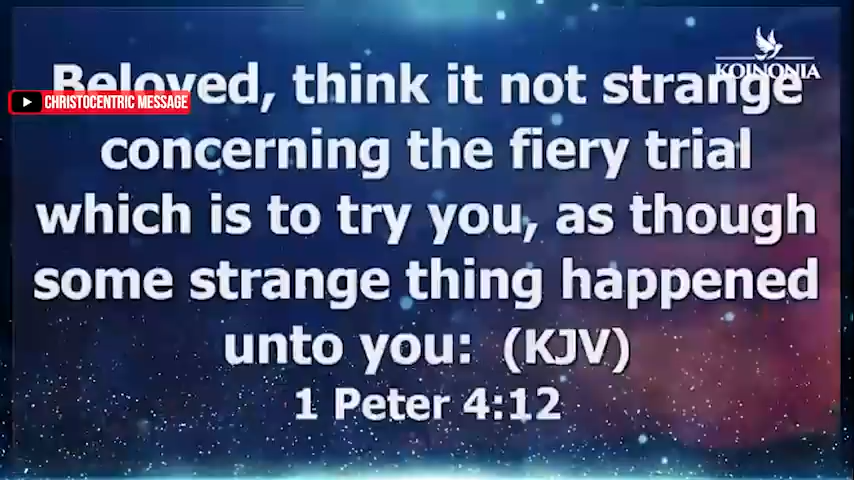 KOINONIA
Beloved, think it not strange
CHRISTOCENTRIC MESSAGE
concerning the fiery trial
which is to try you, as though
some strange thing happened
unto you: (KJV)
1 Peter 4:12